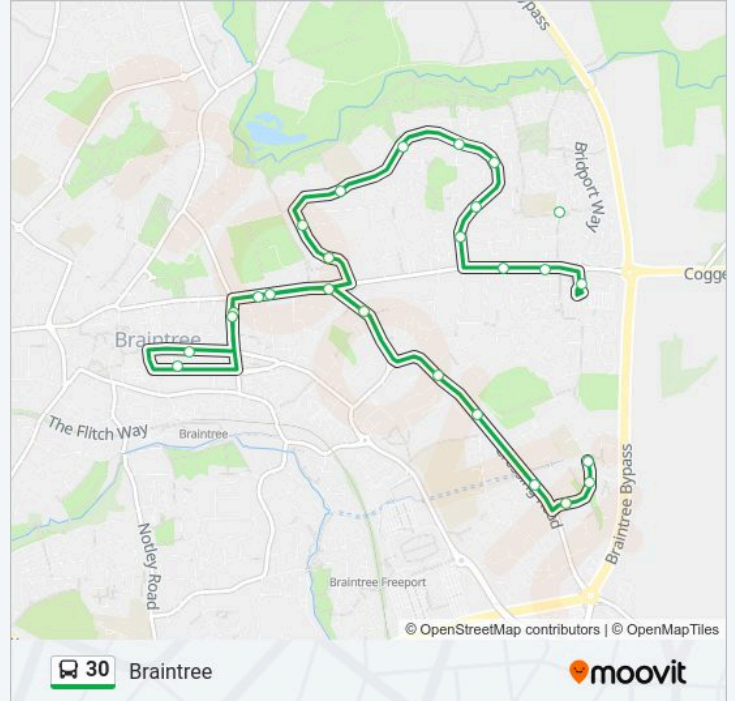 ypass
Bridport Way
Cogge
Braintree
The Flitch Way
Braintree
Braintree Bypass
Notley Road
Braintree Freeport
© OpenStreetMap contributors | © OpenMapTiles
30 Braintree
moovit